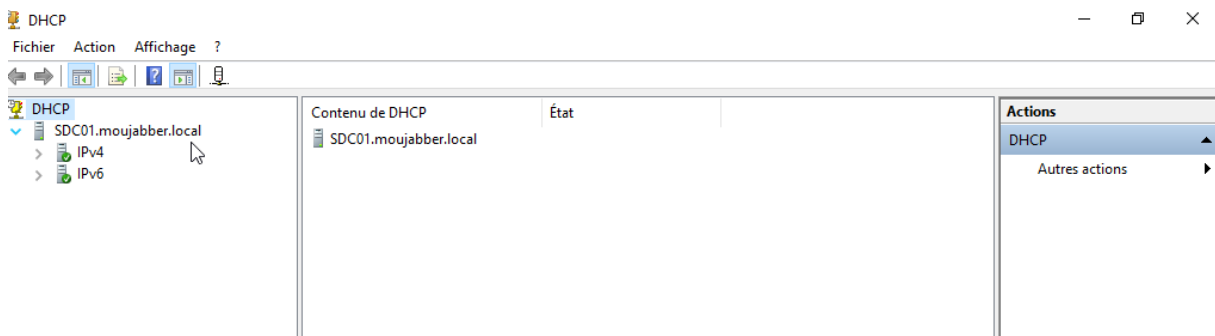 DHCP
Fichier Action Affichage ?
DHCP
SDC01.moujabber.local
IPv4
IPv6
Contenu de DHCP État
SDC01.moujabber.local
Actions
DHCP
Autres actions